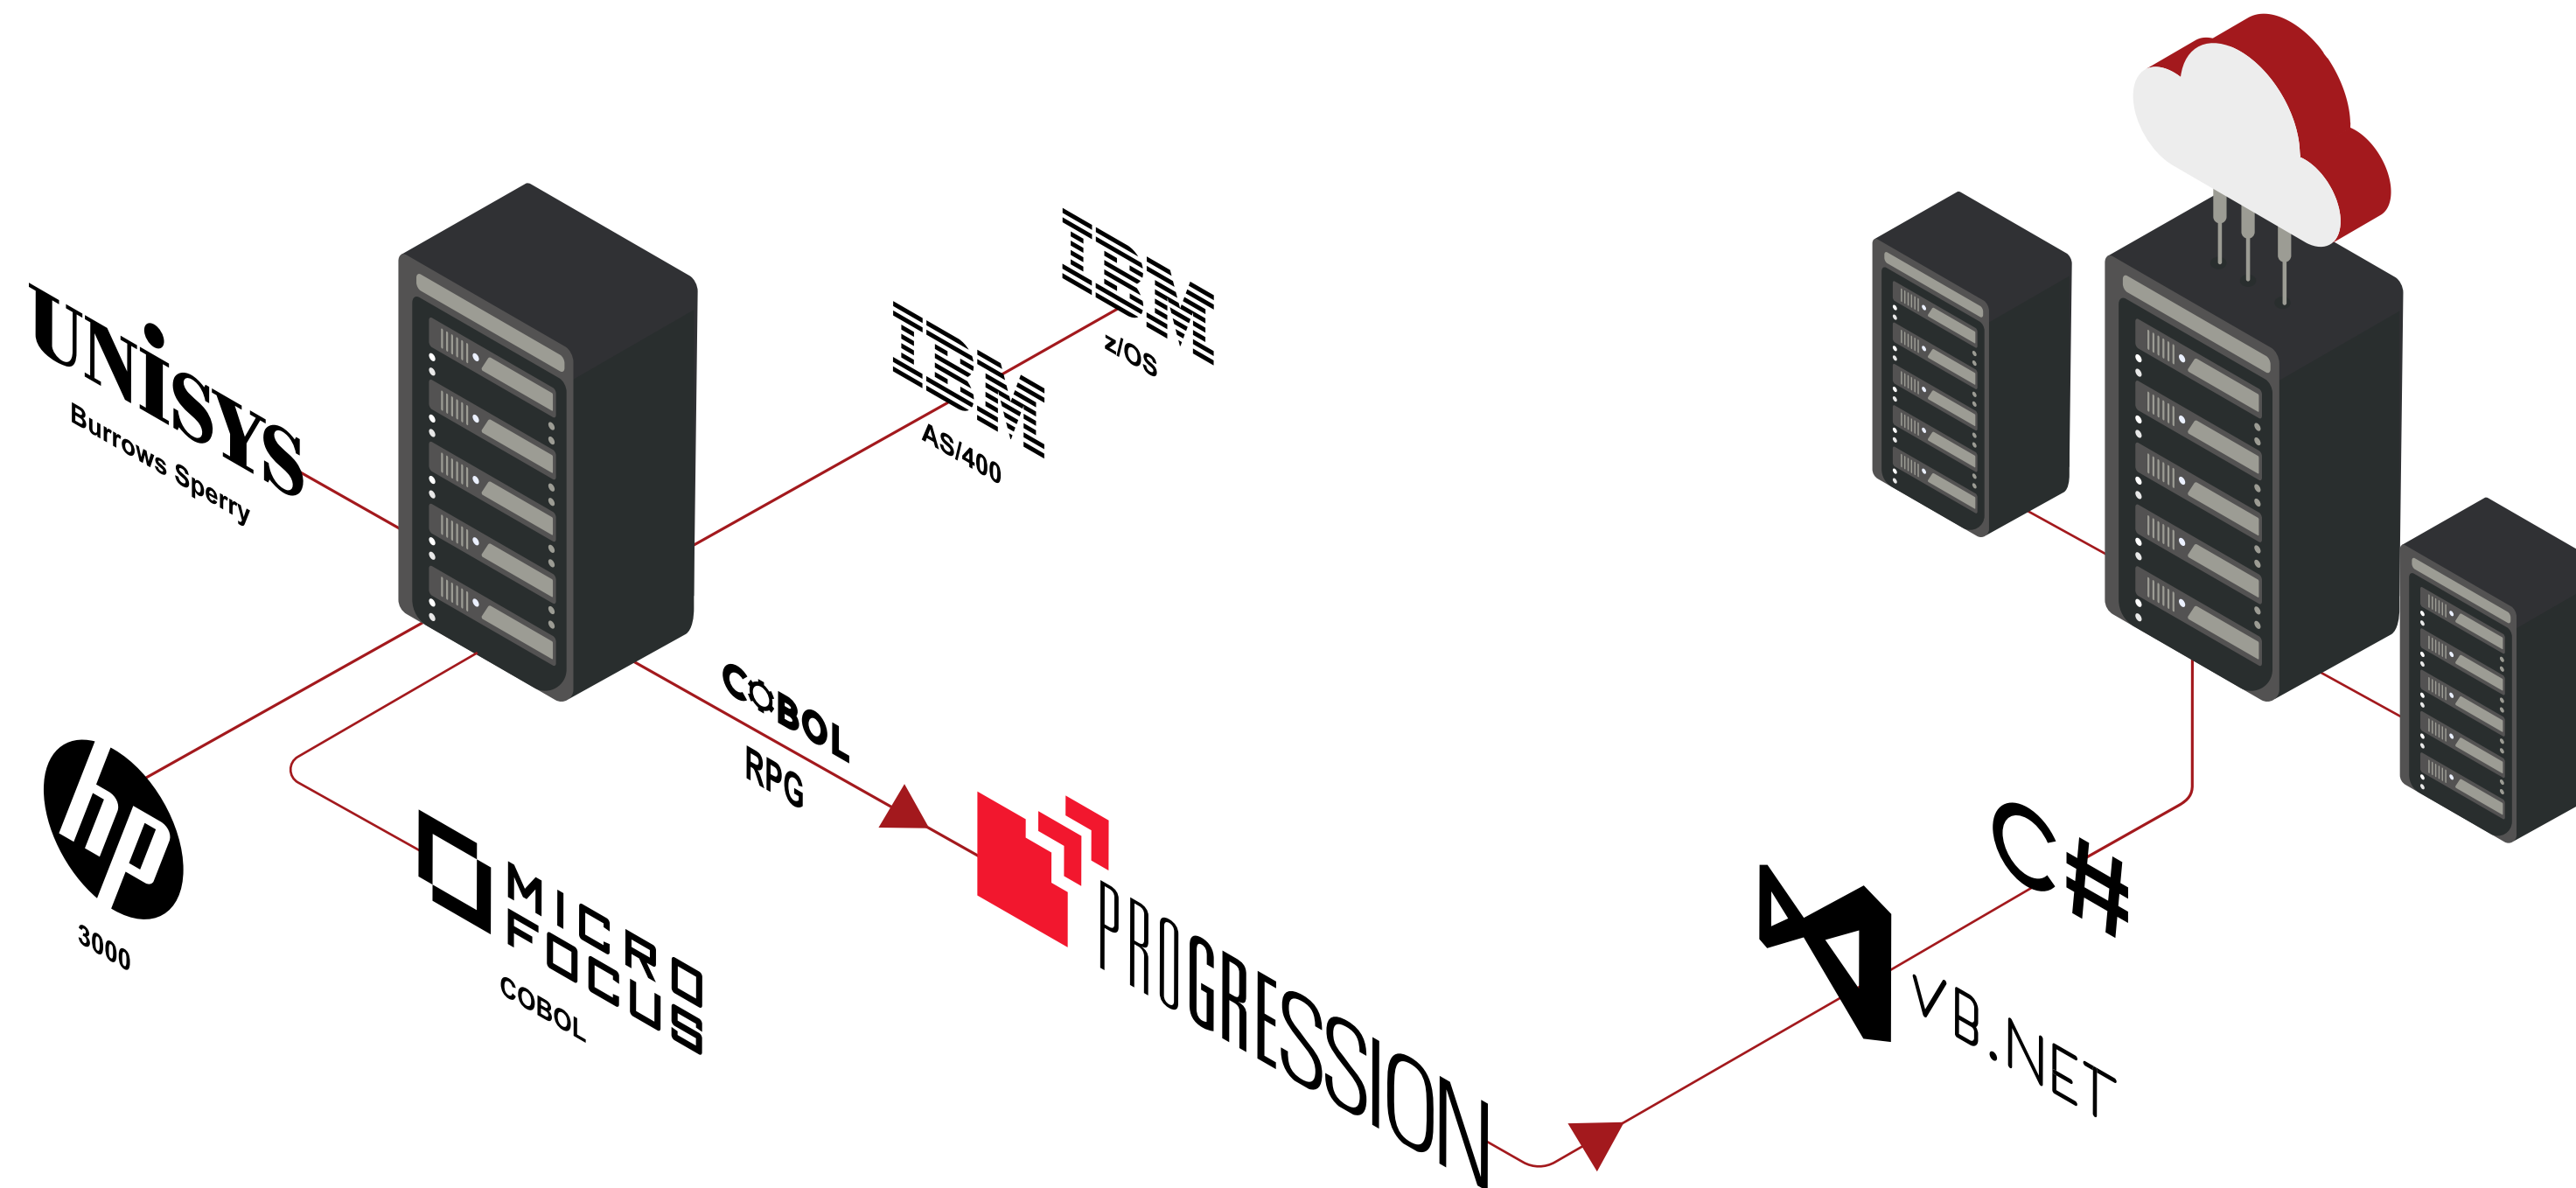 UNiSYS
Burrows Sperry
IBM
z/OS
IBM
AS/400
hp
3000
MICRO
FOCUS
COBOL
COBOL
RPG
PROGRESSION
C#
VB.NET